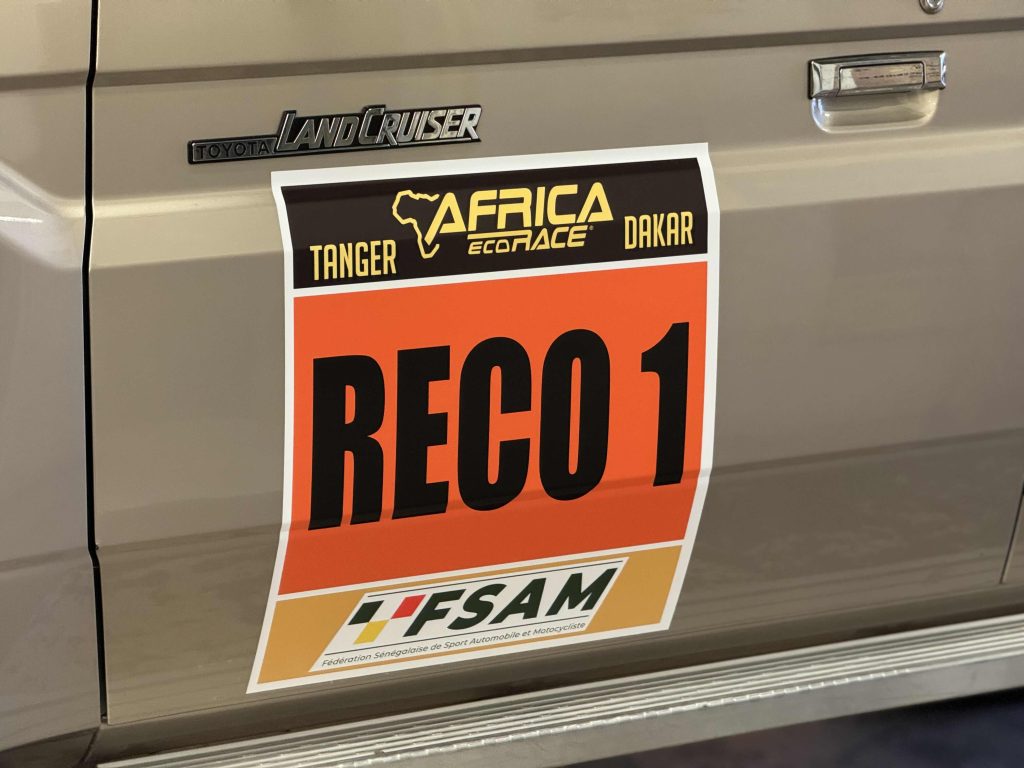 TOYOTA LANDCRUISER
AFRICA
ECORACE®
TANGER
DAKAR
RECO 1
FSAM
Fédération Sénégalaise de Sport Automobile et Motocycliste